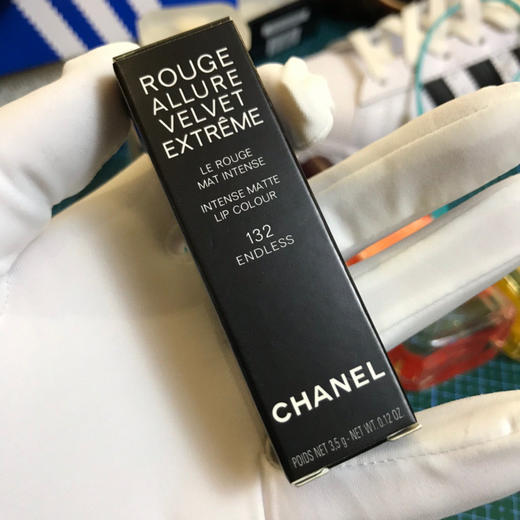 ROUGE
ALLURE
VELVET
EXTRÊME
LE ROUGE
MAT INTENSE
INTENSE MATTE
LIP COLOUR
132
ENDLESS
CHANEL
POIDS NET 3.5 g - NET WT. 0.12 OZ.